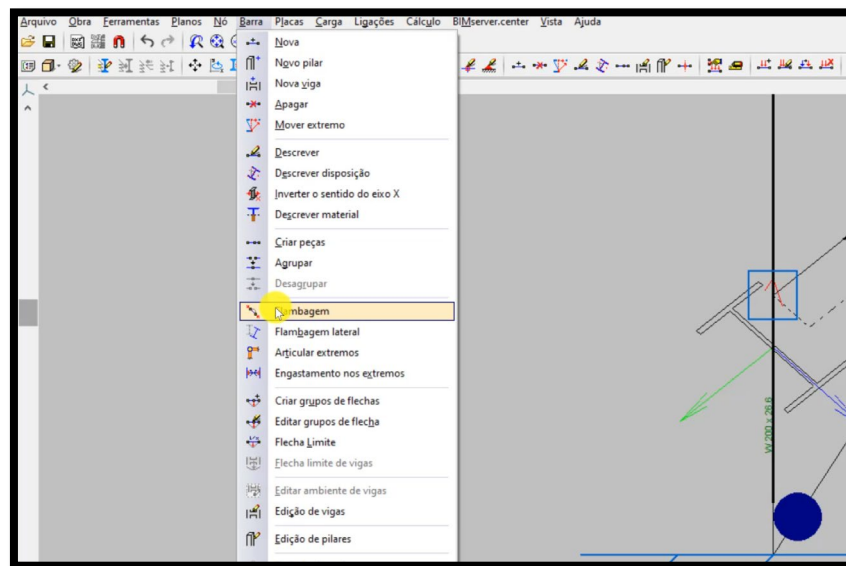 Arquivo Obra Ferramentas Planos Nó Barra Placas Carga Ligações Cálculo BIMserver.center Vista Ajuda
Nova
Novo pilar
Nova viga
Apagar
Mover extremo
Descrever
Descrever disposição
Inverter o sentido do eixo X
Descrever material
Criar peças
Agrupar
Desagrupar
Flambagem
Flambagem lateral
Articular extremos
Engastamento nos extremos
Criar grupos de flechas
Editar grupos de flecha
Flecha Limite
Flecha limite de vigas
Editar ambiente de vigas
Edição de vigas
Edição de pilares
W 200 x 26.6